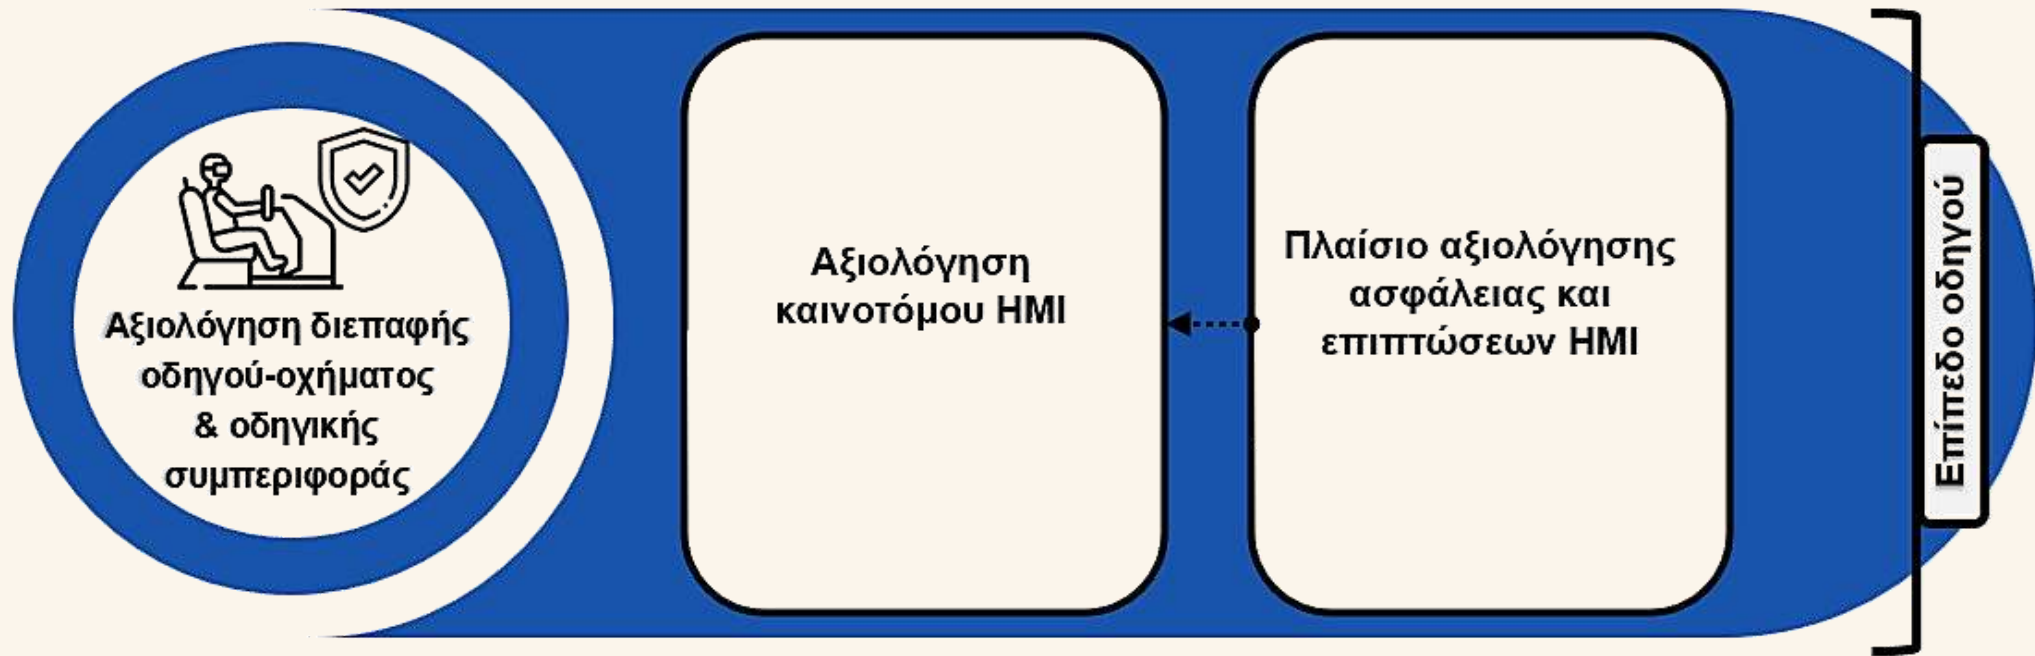 Αξιολόγηση διεπαφής
οδηγού-οχήματος
& οδηγικής
συμπεριφοράς
Αξιολόγηση
καινοτόμου HMI
Πλαίσιο αξιολόγησης
ασφάλειας και
επιπτώσεων HMI
Επίπεδο οδηγού